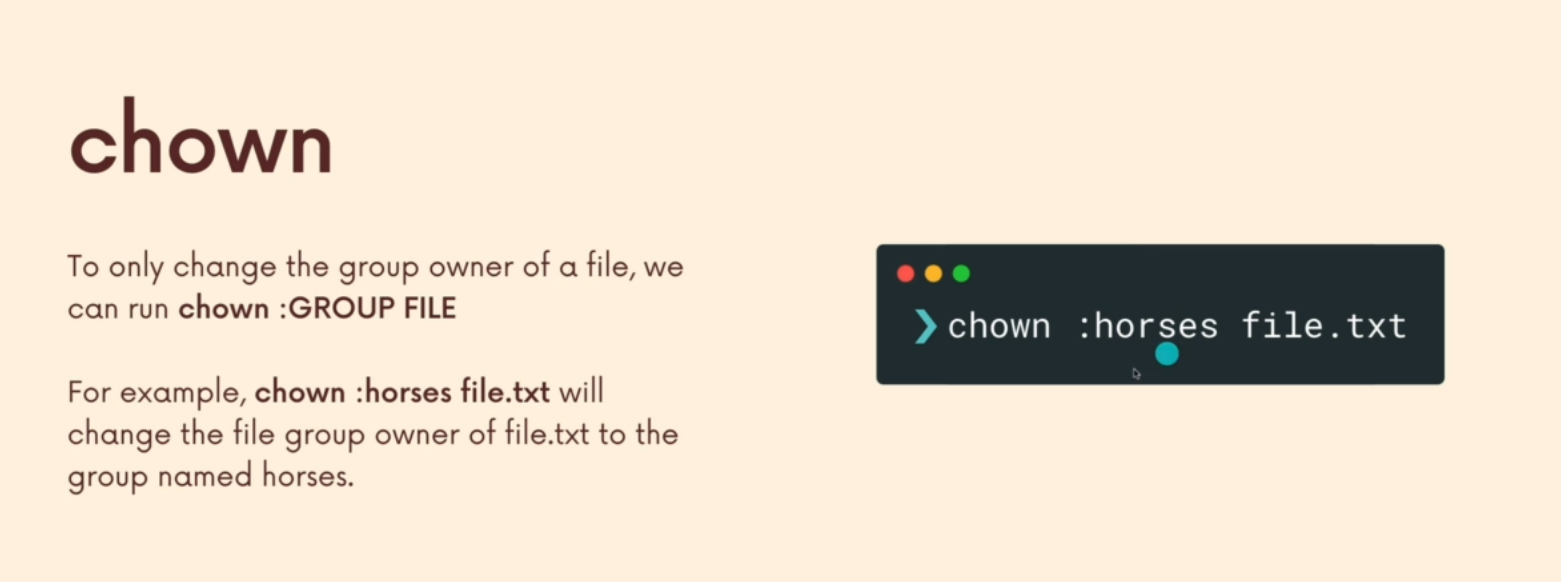 chown
To only change the group owner of a file, we
can run chown :GROUP FILE
For example, chown :horses file.txt will
change the file group owner of file.txt to the
group named horses.
❯ chown :horses file.txt